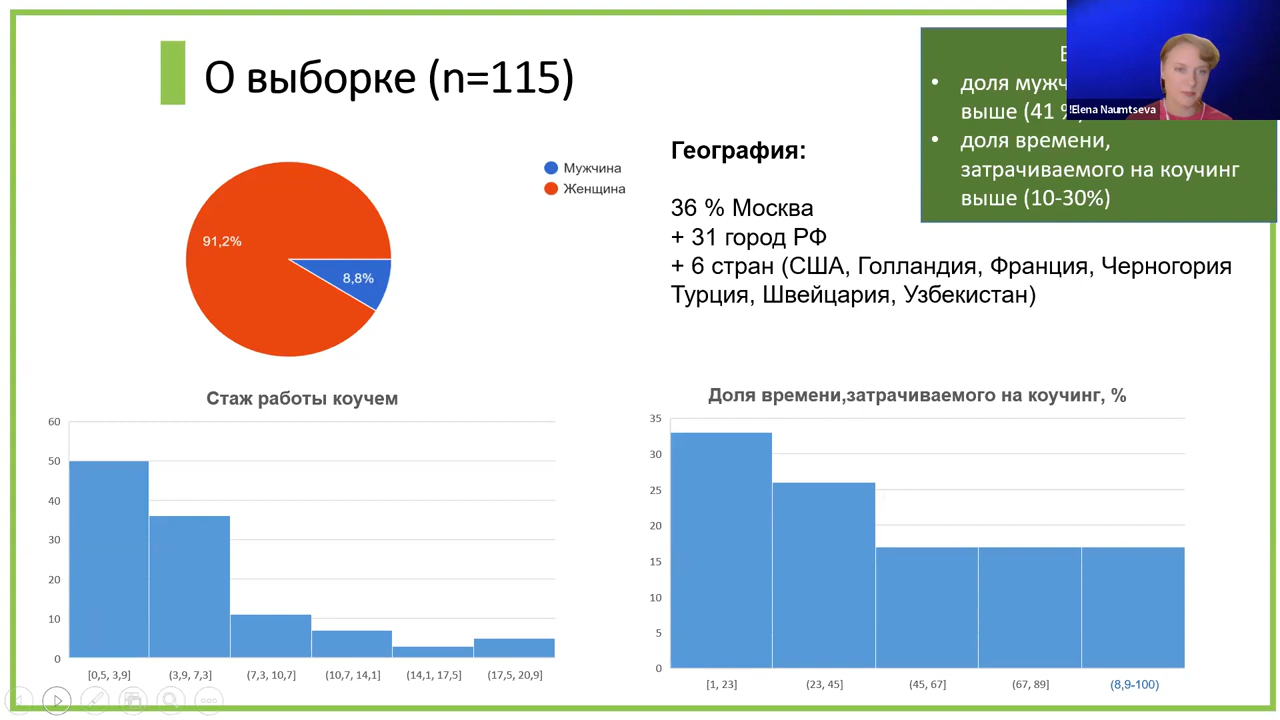 О выборке (n=115)
доля
выше (41 %
• доля времени,
затрачиваемого на коучинг
выше (10-30%)
!Elena Naumtseva
Мужчина
Женщина
91,2%
8,8%
География:
36 % Москва
+ 31 город РФ
+ 6 стран (США, Голландия, Франция, Черногория
Турция, Швейцария, Узбекистан)
Стаж работы коучем
60
50
40
30
20
10
0
[0,5, 3,9] (3,9, 7,3] (7,3, 10,7] (10,7, 14,1] (14,1, 17,5] (17,5, 20,9]
Доля времени,затрачиваемого на коучинг, %
35
30
25
20
15
10
5
0
[1, 23] (23, 45] (45, 67] (67, 89] (8,9-100)